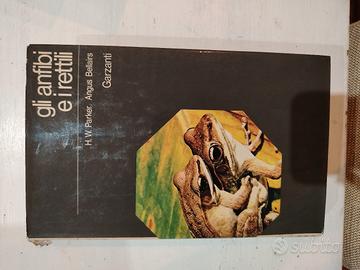 gli anfibi
e i rettili
H. W. Parker, Angus Bellairs
Garzanti
subito